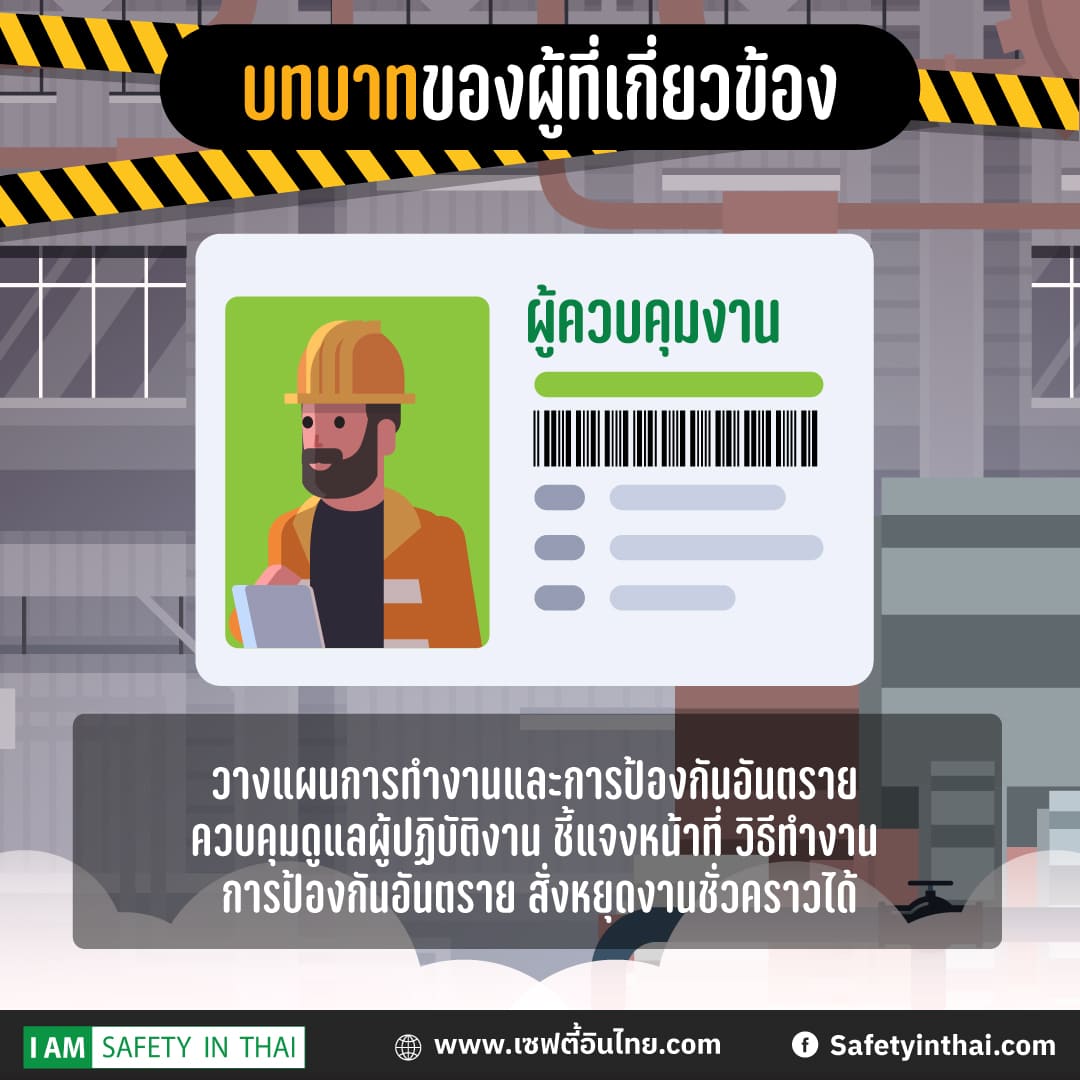 บทบาทของผู้ที่เกี่ยวข้อง
ผู้ควบคุมงาน
วางแผนการทำงานและการป้องกันอันตราย
ควบคุมดูแลผู้ปฏิบัติงาน ชี้แจงหน้าที่ วิธีทำงาน
การป้องกันอันตราย สั่งหยุดงานชั่วคราวได้
I AM SAFETY IN THAI
www.เซฟตี้อินไทย.com
Safetyinthai.com